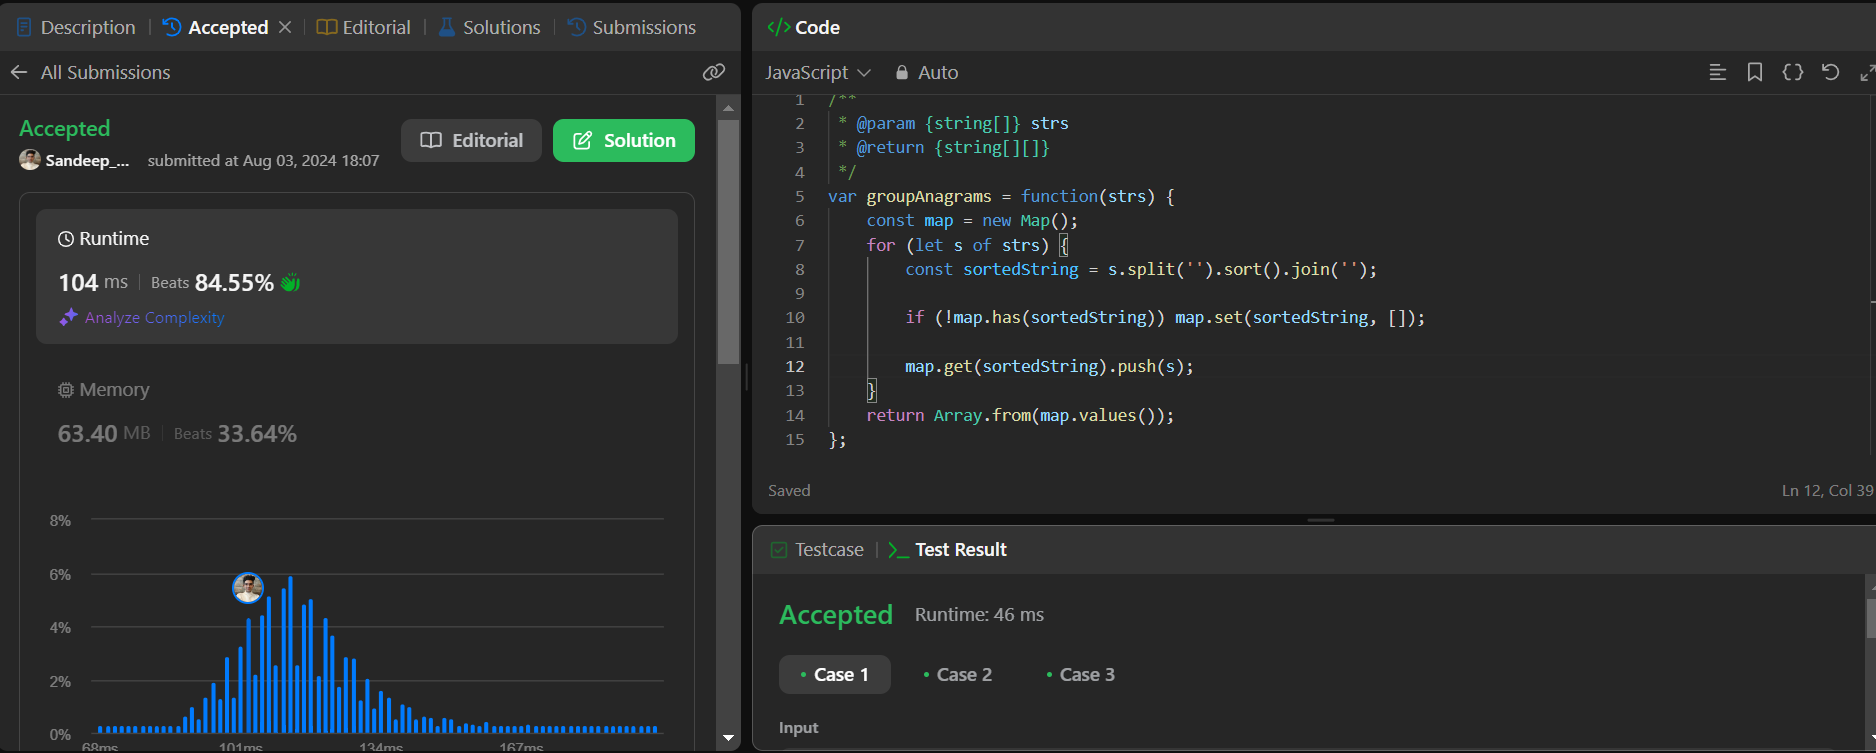 Description
Accepted
Editorial
Solutions
Submissions
All Submissions
Accepted
Sandeep_...
submitted at Aug 03, 2024 18:07
Editorial
Solution
Runtime
104 ms
Beats 84.55%
Analyze Complexity
Memory
63.40 MB
Beats 33.64%
8%
6%
4%
2%
0%
68ms
101ms
134ms
167ms
</> Code
JavaScript
Auto
1 /**
2 * @param {string[]} strs
3 * @return {string[][]}
4 */
5 var groupAnagrams = function(strs) {
6 const map = new Map();
7 for (let s of strs) {
8 const sortedString = s.split('').sort().join('');
9
10 if (!map.has(sortedString)) map.set(sortedString, []);
11
12 map.get(sortedString).push(s);
13 }
14 return Array.from(map.values());
15 };
Saved
Ln 12, Col 39
Testcase
Test Result
Accepted
Runtime: 46 ms
Case 1
Case 2
Case 3
Input